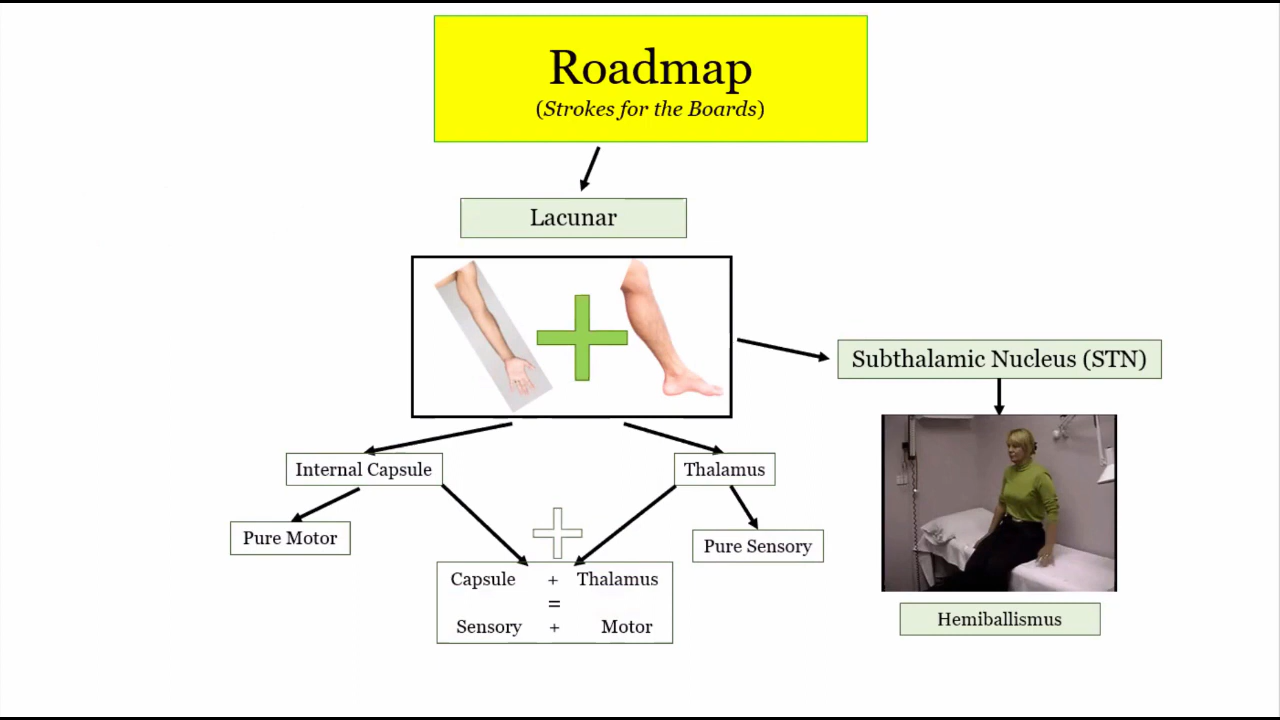 Roadmap
(Strokes for the Boards)
Lacunar
Subthalamic Nucleus (STN)
Internal Capsule
Thalamus
Pure Motor
Pure Sensory
Capsule + Thalamus
=
Sensory + Motor
Hemiballismus